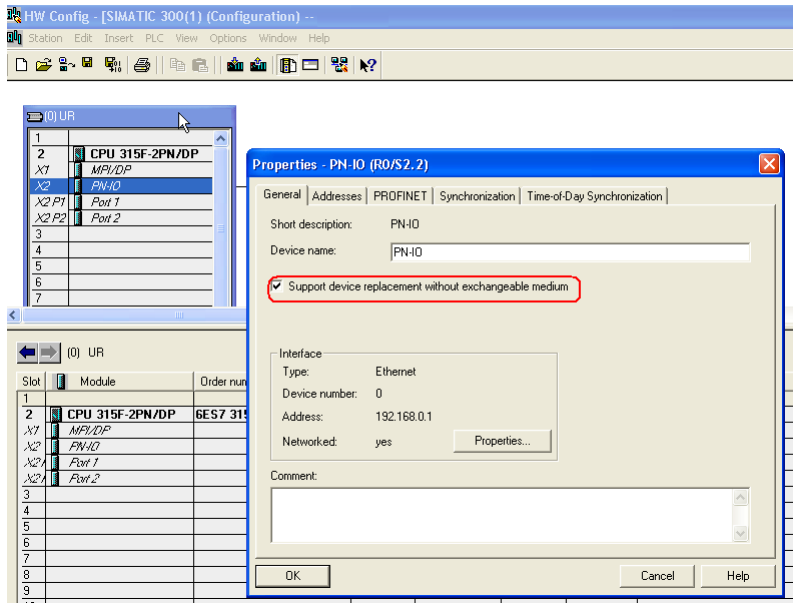 HW Config - [SIMATIC 300(1) (Configuration) --
Station Edit Insert PLC View Options Window Help
(0) UR
1
2 CPU 315F-2PN/DP
X1 MPI/DP
X2 PN-IO
X2 P1 Port 1
X2 P2 Port 2
3
4
5
6
7
Properties - PN-IO (R0/S2.2)
General Addresses PROFINET Synchronization Time-of-Day Synchronization
Short description: PN-IO
Device name: PN-IO
Support device replacement without exchangeable medium
Interface
Type: Ethernet
Device number: 0
Address: 192.168.0.1
Networked: yes Properties...
Comment:
OK Cancel Help
(0) UR
Slot Module Order num
1
2 CPU 315F-2PN/DP 6ES7 315
X1 MPI/DP
X2 PN-IO
X2 Port 1
X2 Port 2
3
4
5
6
7
8
9